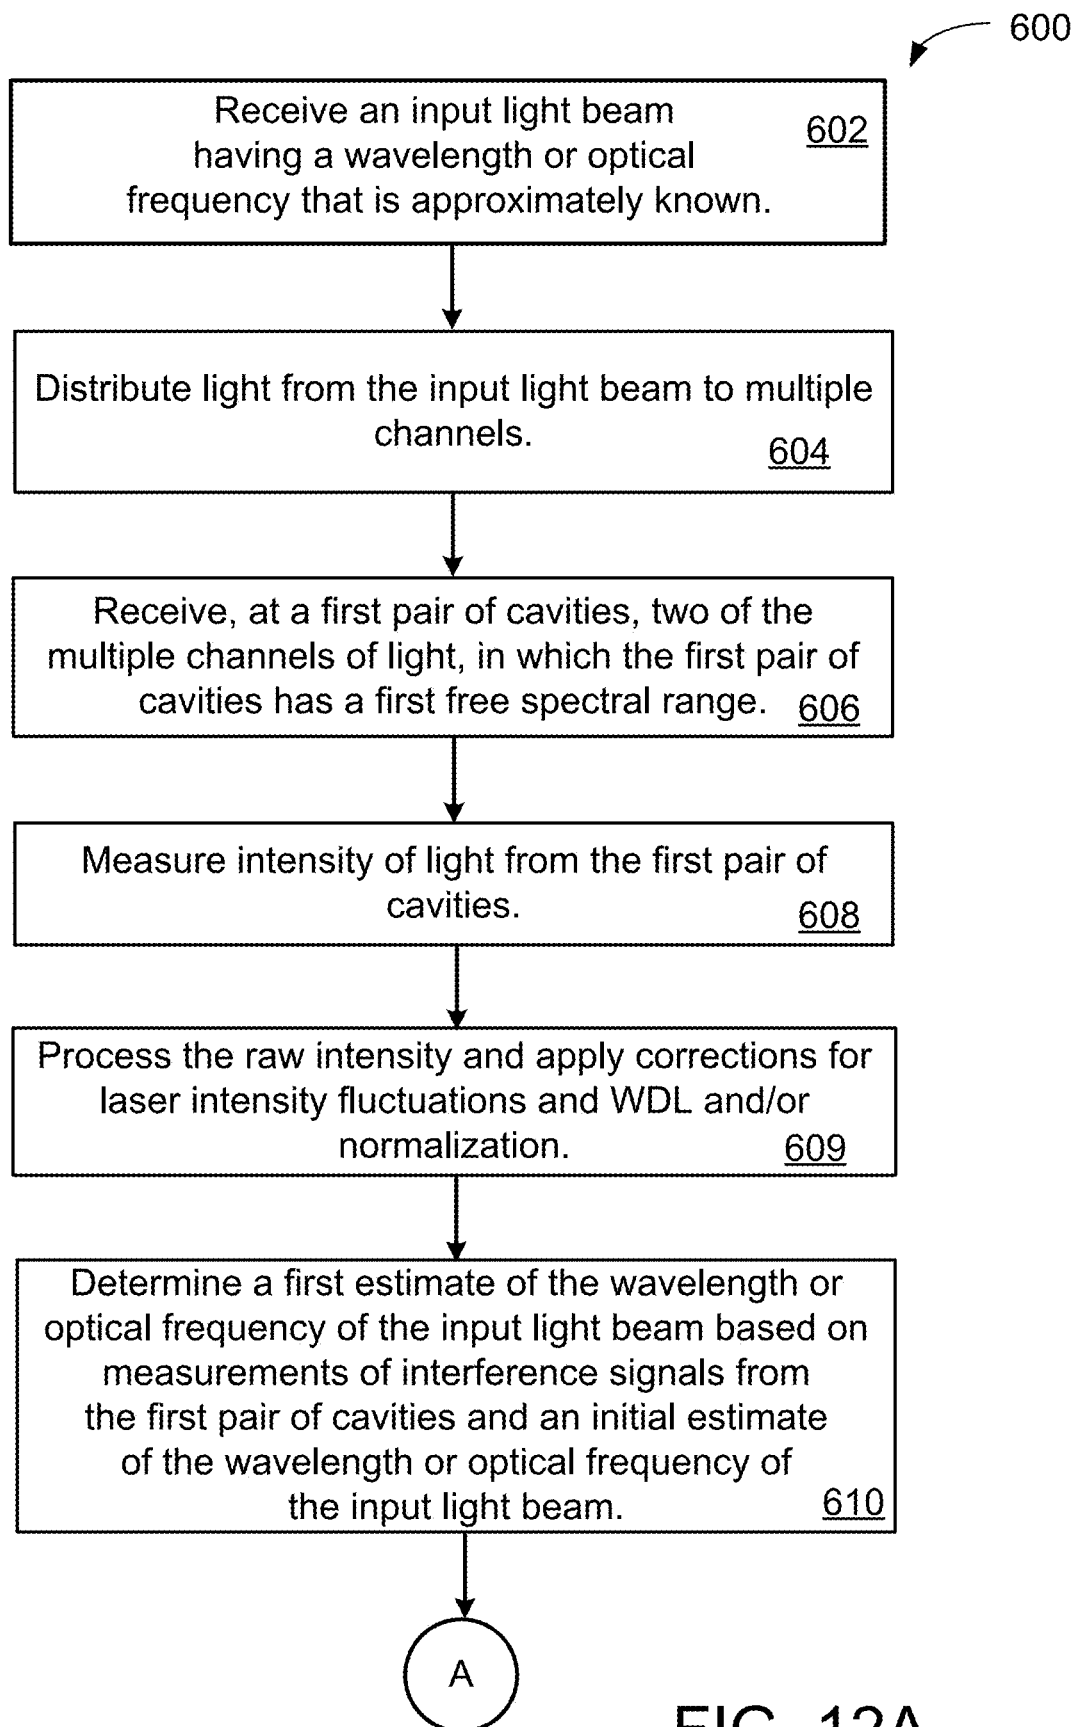 600
Receive an input light beam
having a wavelength or optical
frequency that is approximately known.
602
Distribute light from the input light beam to multiple
channels.
604
Receive, at a first pair of cavities, two of the
multiple channels of light, in which the first pair of
cavities has a first free spectral range.
606
Measure intensity of light from the first pair of
cavities.
608
Process the raw intensity and apply corrections for
laser intensity fluctuations and WDL and/or
normalization.
609
Determine a first estimate of the wavelength or
optical frequency of the input light beam based on
measurements of interference signals from
the first pair of cavities and an initial estimate
of the wavelength or optical frequency of
the input light beam.
610
A
FIG. 12A